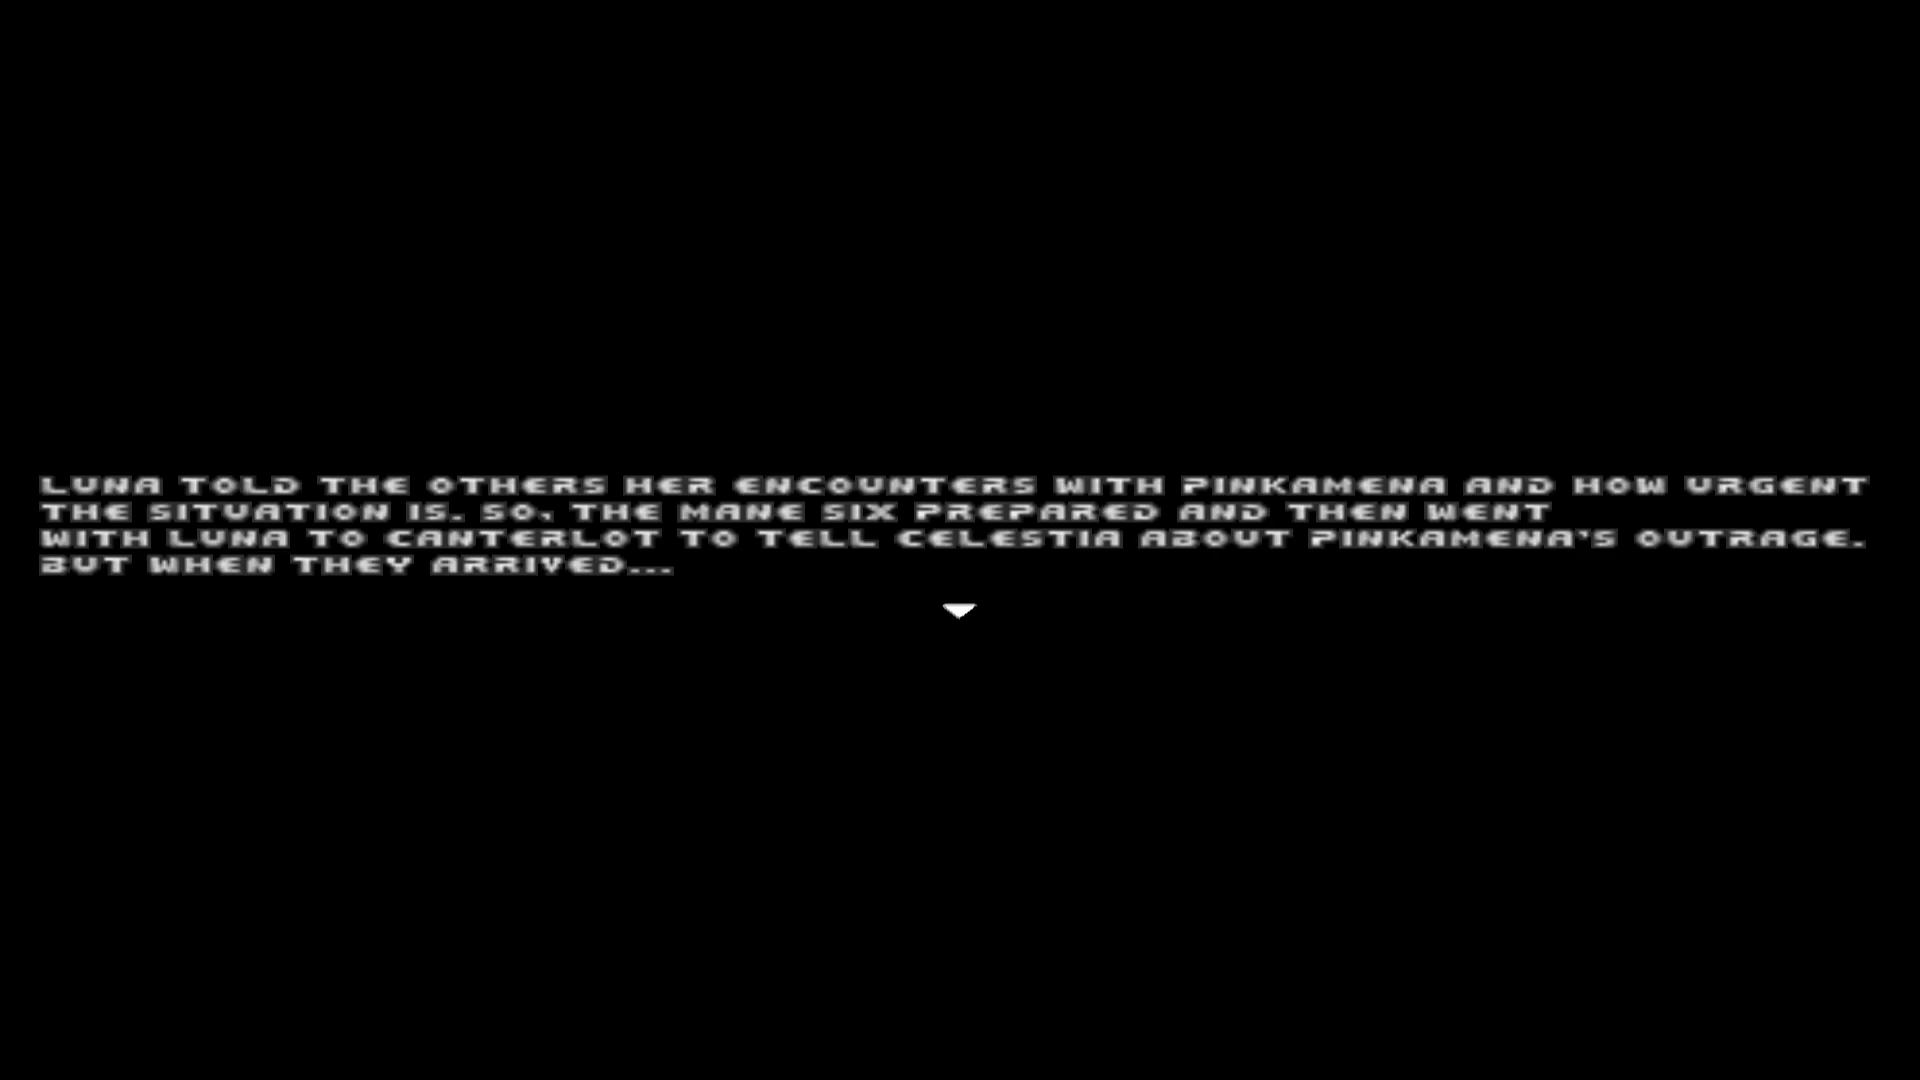 LUNA TOLD THE OTHERS HER ENCOUNTERS WITH PINKAMENA AND HOW URGENT
THE SITUATION IS. SO, THE MANE SIX PREPARED AND THEN WENT
WITH LUNA TO CANTERLOT TO TELL CELESTIA ABOUT PINKAMENA'S OUTRAGE.
BUT WHEN THEY ARRIVED...